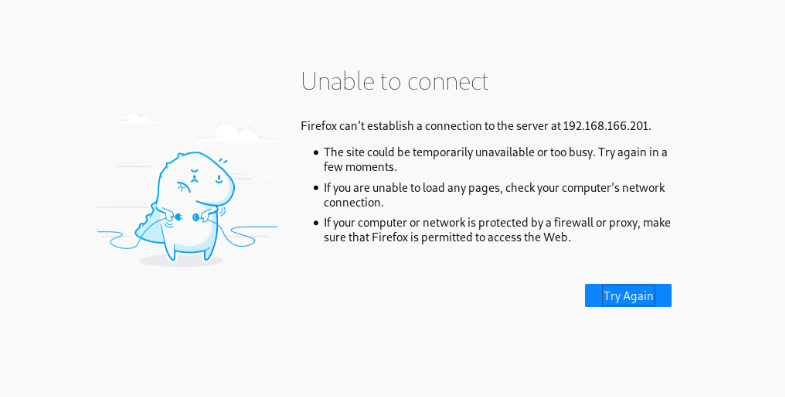 Unable to connect
Firefox can't establish a connection to the server at 192.168.166.201.
• The site could be temporarily unavailable or too busy. Try again in a
few moments.
• If you are unable to load any pages, check your computer's network
connection.
• If your computer or network is protected by a firewall or proxy, make
sure that Firefox is permitted to access the Web.
Try Again